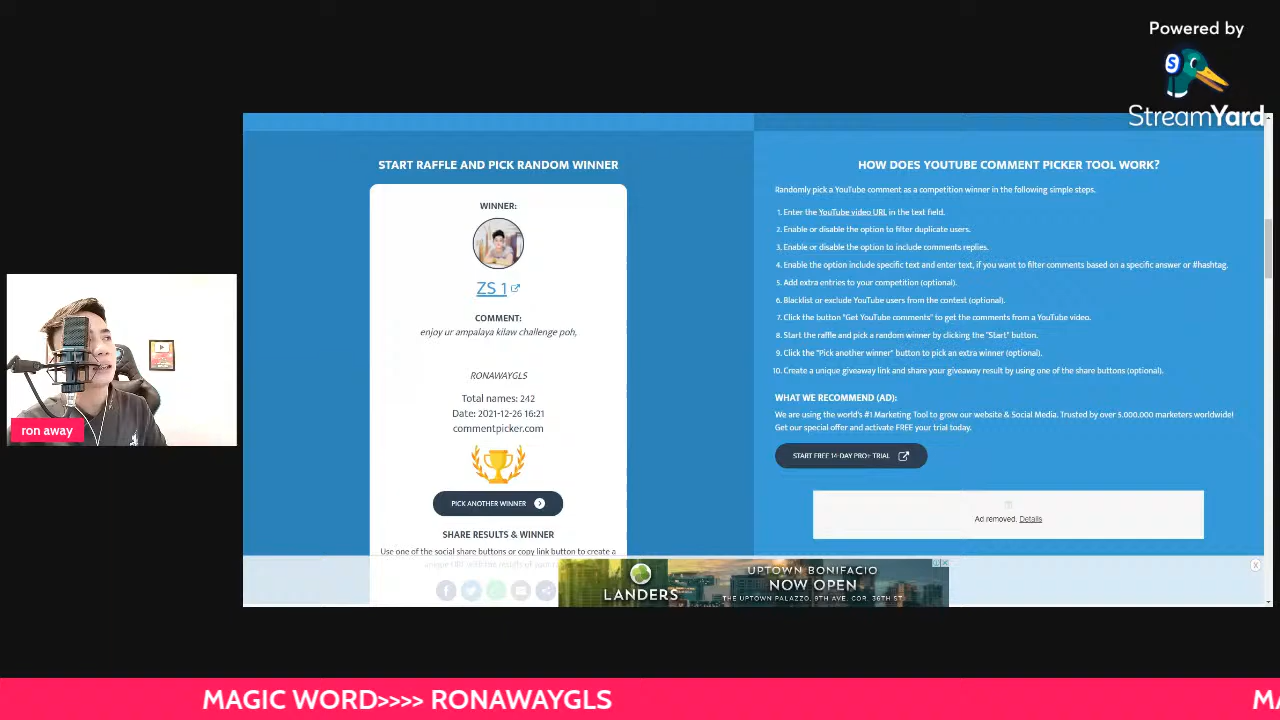 Powered by
StreamYard
START RAFFLE AND PICK RANDOM WINNER
WINNER:
ZS 1
COMMENT:
enjoy ur ampalaya kilaw challenge poh,
RONAWAYGLS
Total names: 242
Date: 2021-12-26 16:21
commentpicker.com
PICK ANOTHER WINNER
SHARE RESULTS & WINNER
Use one of the social share buttons or copy link button to create a
HOW DOES YOUTUBE COMMENT PICKER TOOL WORK?
Randomly pick a YouTube comment as a competition winner in the following simple steps.
1. Enter the YouTube video URL in the text field.
2. Enable or disable the option to filter duplicate users.
3. Enable or disable the option to include comments replies.
4. Enable the option include specific text and enter text, if you want to filter comments based on a specific answer or #hashtag.
5. Add extra entries to your competition (optional).
6. Blacklist or exclude YouTube users from the contest (optional).
7. Click the button "Get YouTube comments" to get the comments from a YouTube video.
8. Start the raffle and pick a random winner by clicking the "Start" button.
9. Click the "Pick another winner" button to pick an extra winner (optional).
10. Create a unique giveaway link and share your giveaway result by using one of the share buttons (optional).
WHAT WE RECOMMEND (AD):
We are using the world's #1 Marketing Tool to grow our website & Social Media. Trusted by over 5.000.000 marketers worldwide!
Get our special offer and activate FREE your trial today.
START FREE 14-DAY PRO+ TRIAL
Ad removed. Details
LANDERS
UPTOWN BONIFACIO
NOW OPEN
THE UPTOWN PALAZZO, 9TH AVE. COR. 36TH ST
ron away
MAGIC WORD>>>> RONAWAYGLS
MA